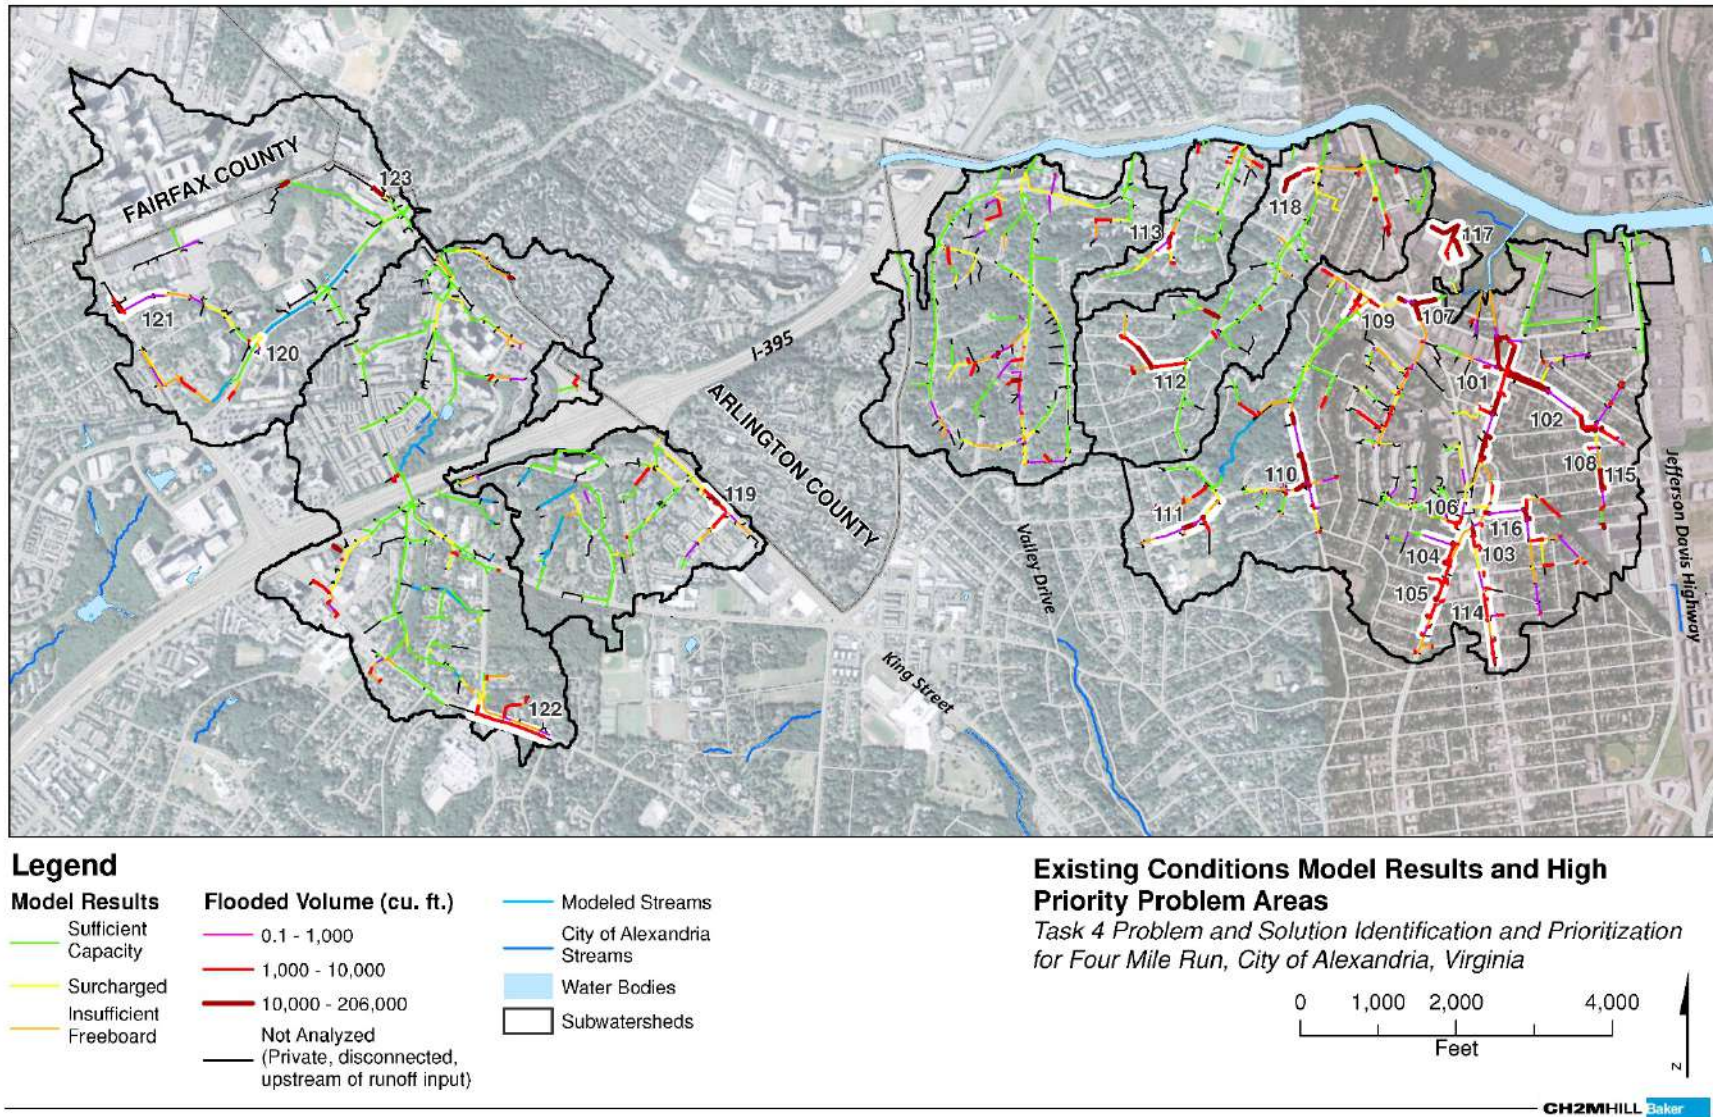 FAIRFAX COUNTY
123
121
120
I-395
ARLINGTON COUNTY
119
122
113
118
117
109
107
112
101
102
108
115
110
111
106
116
104
103
105
114
Valley Drive
King Street
Jefferson Davis Highway
Legend
Model Results
Sufficient
Capacity
Surcharged
Insufficient
Freeboard
Flooded Volume (cu. ft.)
0.1 - 1,000
1,000 - 10,000
10,000 - 206,000
Not Analyzed
(Private, disconnected,
upstream of runoff input)
Modeled Streams
City of Alexandria
Streams
Water Bodies
Subwatersheds
Existing Conditions Model Results and High
Priority Problem Areas
Task 4 Problem and Solution Identification and Prioritization
for Four Mile Run, City of Alexandria, Virginia
0 1,000 2,000 4,000
Feet
N
CH2MHILL Baker